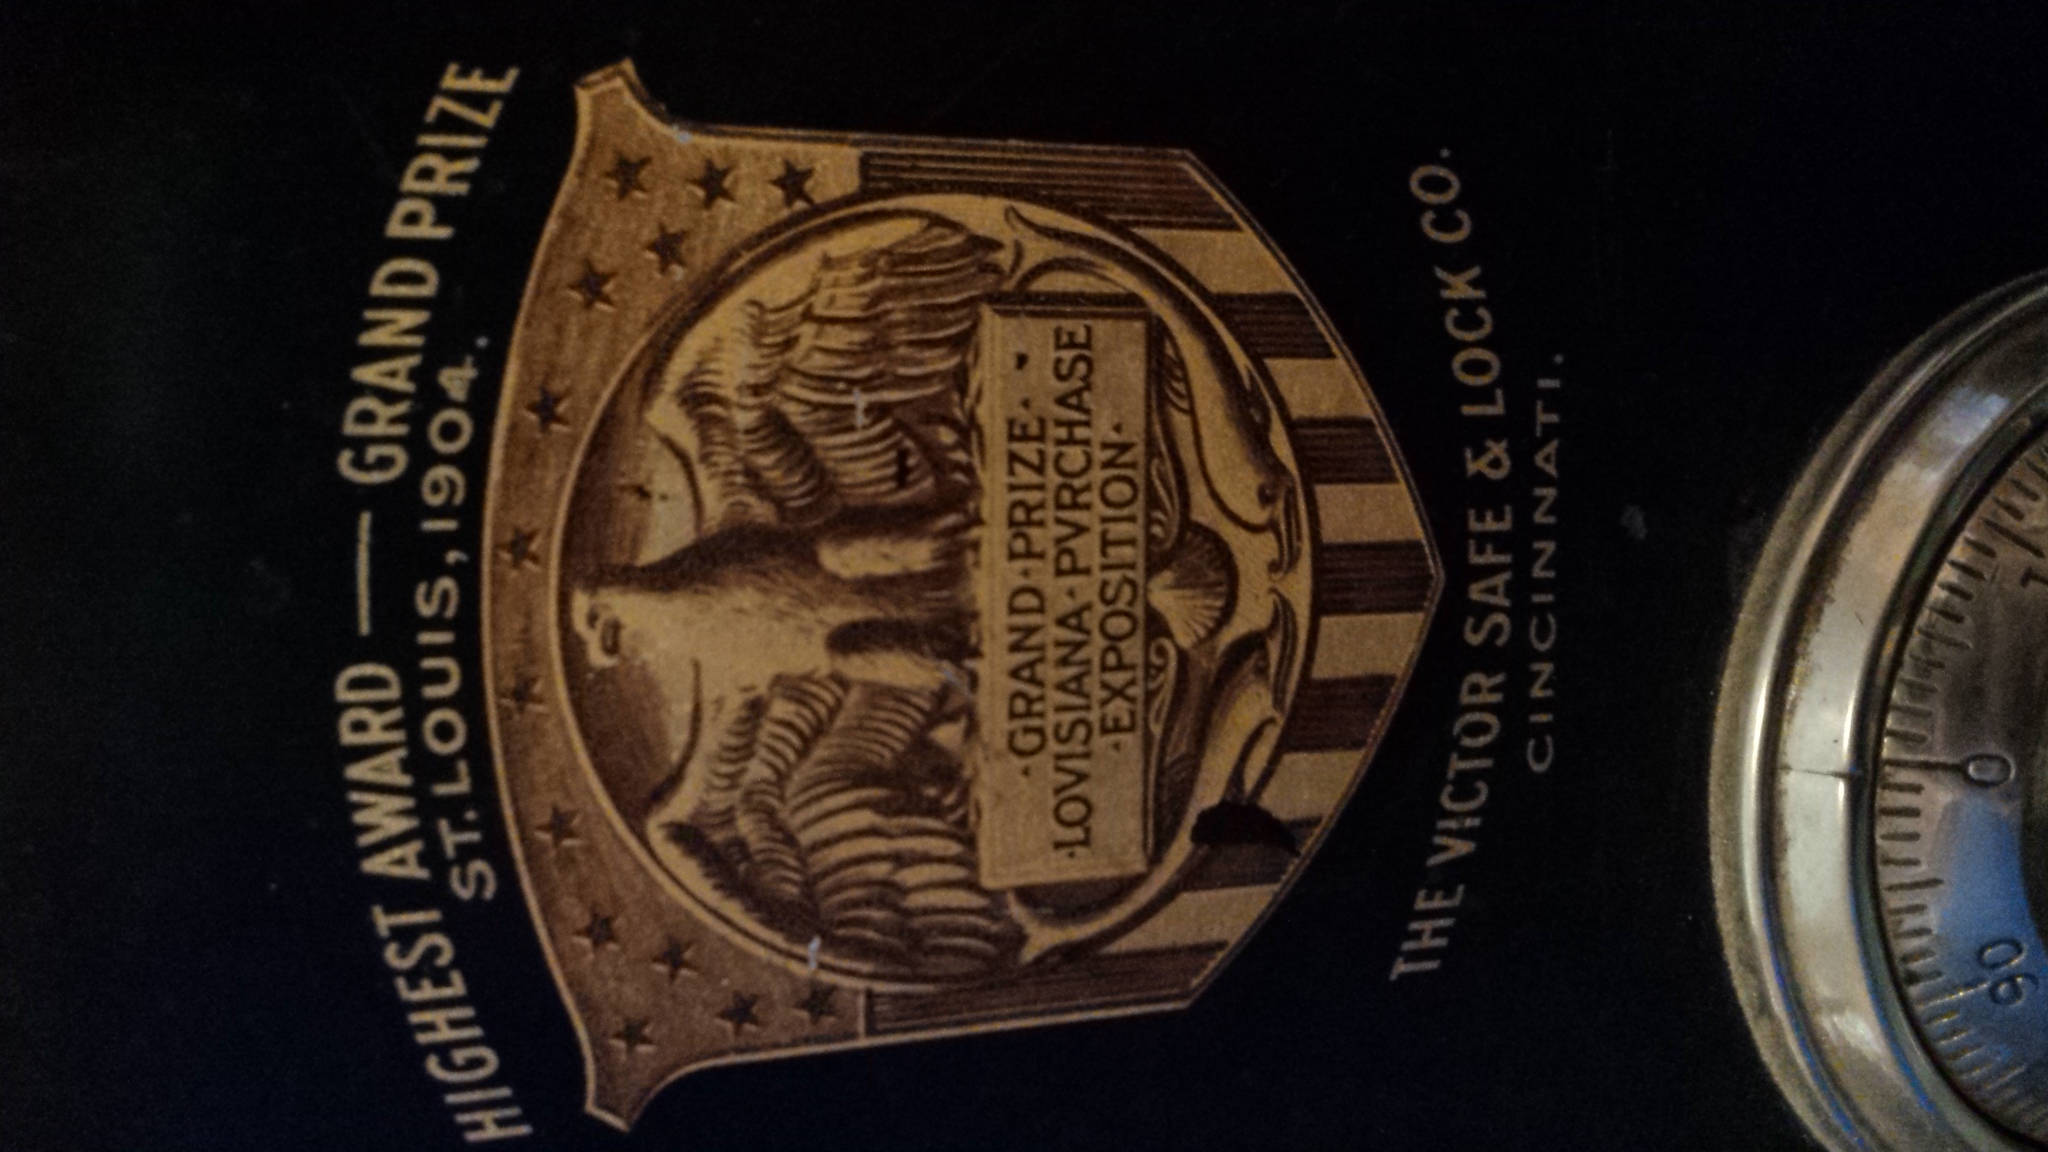 HIGHEST AWARD — GRAND PRIZE
ST. LOUIS, 1904.
·GRAND·PRIZE·
·LOVISIANA·PVRCHASE
·EXPOSITION·
THE VICTOR SAFE & LOCK CO.
CINCINNATI.
0
90